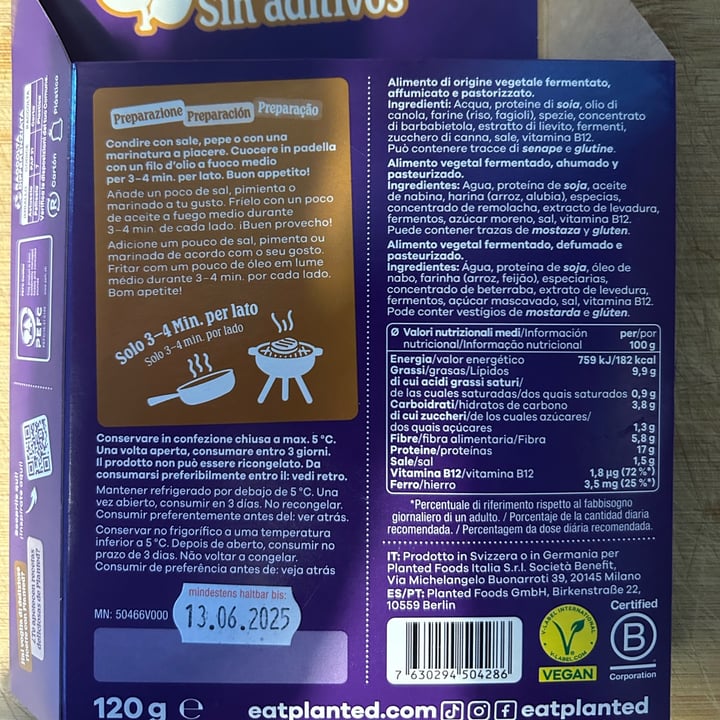 Sin aditivos
Preparazione Preparación Preparação
Condire con sale, pepe o con una
marinatura a piacere. Cuocere in padella
con un filo d'olio a fuoco medio
per 3–4 min. per lato. Buon appetito!
Añade un poco de sal, pimienta o
marinado a tu gusto. Fríelo con un poco
de aceite a fuego medio durante
3–4 min. de cada lado. ¡Buen provecho!
Adicione um pouco de sal, pimenta ou
marinada de acordo com o seu gosto.
Fritar com um pouco de óleo em lume
médio durante 3–4 min. por cada lado.
Bom apetite!
Solo 3–4 Min. per lato
Solo 3–4 min. por lado
Conservare in confezione chiusa a max. 5 °C.
Una volta aperta, consumare entro 3 giorni.
Il prodotto non può essere ricongelato. Da
consumarsi preferibilmente entro il: vedi retro.
Mantener refrigerado por debajo de 5 °C. Una
vez abierto, consumir en 3 días. No recongelar.
Consumir preferentemente antes del: ver atrás.
Conservar no frigorífico a uma temperatura
inferior a 5 °C. Depois de aberto, consumir no
prazo de 3 dias. Não voltar a congelar.
Consumir de preferência antes de: veja atrás
mindestens haltbar bis:
MN: 50466V000
13.06.2025
120 g ℮
Alimento di origine vegetale fermentato,
affumicato e pastorizzato.
Ingredienti: Acqua, proteine di soia, olio di
canola, farine (riso, fagioli), spezie, concentrato
di barbabietola, estratto di lievito, fermenti,
zucchero di canna, sale, vitamina B12.
Può contenere tracce di senape e glutine.
Alimento vegetal fermentado, ahumado y
pasteurizado.
Ingredientes: Agua, proteína de soja, aceite
de nabina, harina (arroz, alubia), especias,
concentrado de remolacha, extracto de levadura,
fermentos, azúcar moreno, sal, vitamina B12.
Puede contener trazas de mostaza y gluten.
Alimento vegetal fermentado, defumado e
pasteurizado.
Ingredientes: Água, proteína de soja, óleo de
nabo, farinha (arroz, feijão), especiarias,
concentrado de beterraba, extrato de levedura,
fermentos, açúcar mascavado, sal, vitamina B12.
Pode conter vestígios de mostarda e glúten.
Ø Valori nutrizionali medi/Información per/por
nutricional/Informação nutricional 100 g
Energia/valor energético 759 kJ/182 kcal
Grassi/grasas/Lípidos 9,9 g
di cui acidi grassi saturi/
de las cuales saturadas/dos quais saturados 0,9 g
Carboidrati/hidratos de carbono 3,8 g
di cui zuccheri/de los cuales azúcares/
dos quais açúcares 1,3 g
Fibre/fibra alimentaria/Fibra 5,8 g
Proteine/proteínas 17 g
Sale/sal 1,5 g
Vitamina B12/vitamina B12 1,8 µg (72 %*)
Ferro/hierro 3,5 mg (25 %*)
*Percentuali di riferimento rispetto al fabbisogno
giornaliero di un adulto. / Porcentaje de la cantidad diaria
recomendada. / Percentagem da dose diária recomendada.
IT: Prodotto in Svizzera o in Germania per
Planted Foods Italia S.r.l. Società Benefit,
Via Michelangelo Buonarroti 39, 20145 Milano
ES/PT: Planted Foods GmbH, Birkenstraße 22,
10559 Berlin
7 630294 504286
V-LABEL INTERNATIONAL
V-LABEL.COM
VEGAN
Certified
B
Corporation
eatplanted.com eatplanted
Plástico
Cartón
PEFC